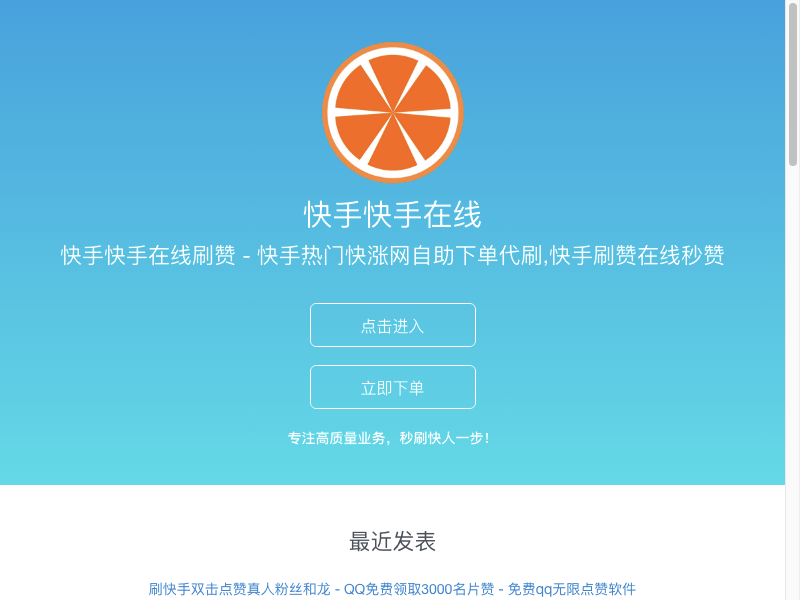 快手快手在线
快手快手在线刷赞 - 快手热门快涨网自助下单代刷,快手刷赞在线秒赞
点击进入
立即下单
专注高质量业务，秒刷快人一步！
最近发表
刷快手双击点赞真人粉丝和龙 - QQ免费领取3000名片赞 - 免费qq无限点赞软件